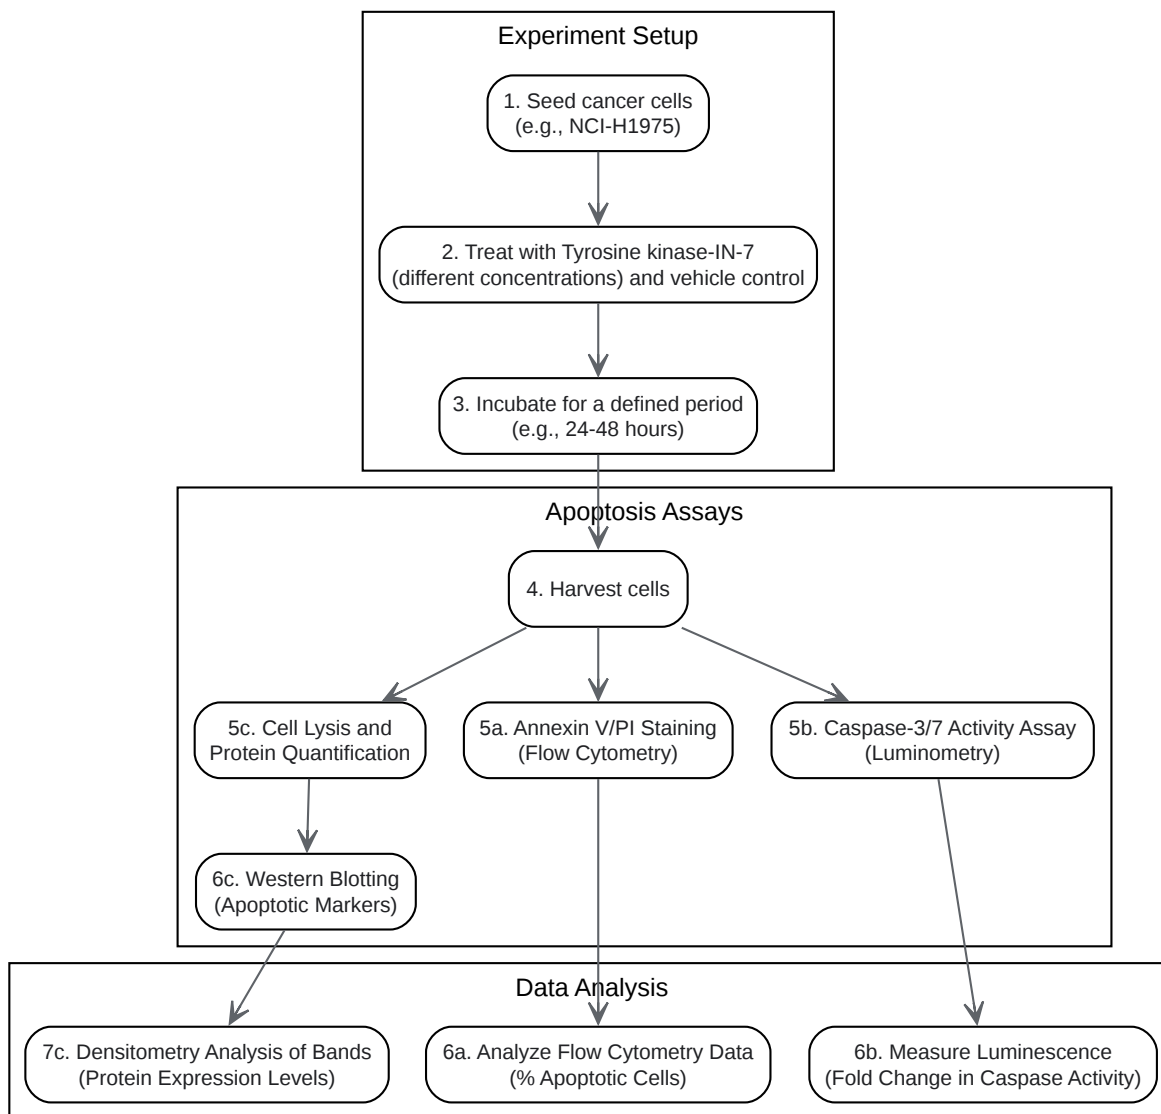 Experiment Setup
1. Seed cancer cells
(e.g., NCI-H1975)
2. Treat with Tyrosine kinase-IN-7
(different concentrations) and vehicle control
3. Incubate for a defined period
(e.g., 24-48 hours)
Apoptosis Assays
4. Harvest cells
5c. Cell Lysis and
Protein Quantification
5a. Annexin V/PI Staining
(Flow Cytometry)
5b. Caspase-3/7 Activity Assay
(Luminometry)
6c. Western Blotting
(Apoptotic Markers)
Data Analysis
7c. Densitometry Analysis of Bands
(Protein Expression Levels)
6a. Analyze Flow Cytometry Data
(% Apoptotic Cells)
6b. Measure Luminescence
(Fold Change in Caspase Activity)